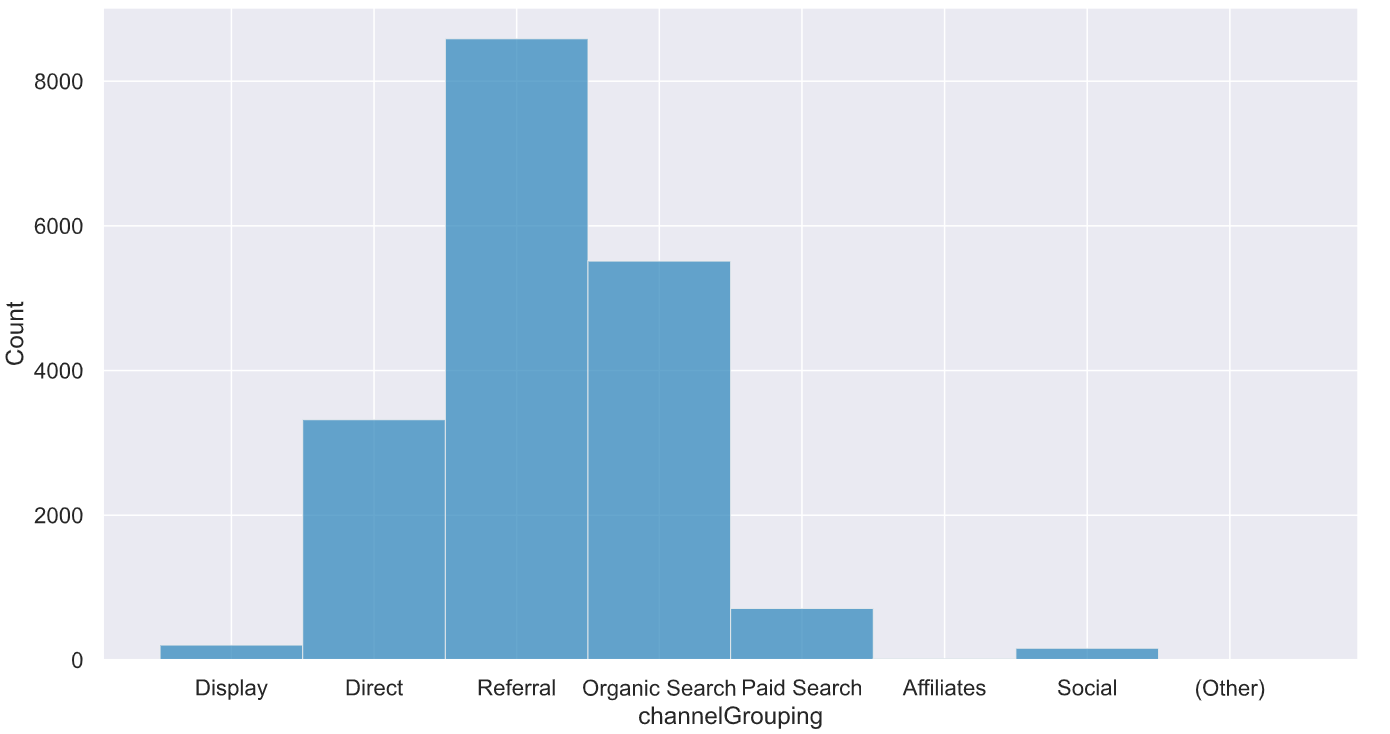 8000
6000
4000
2000
0
Count
Display Direct Referral Organic Search Paid Search Affiliates Social (Other)
channelGrouping